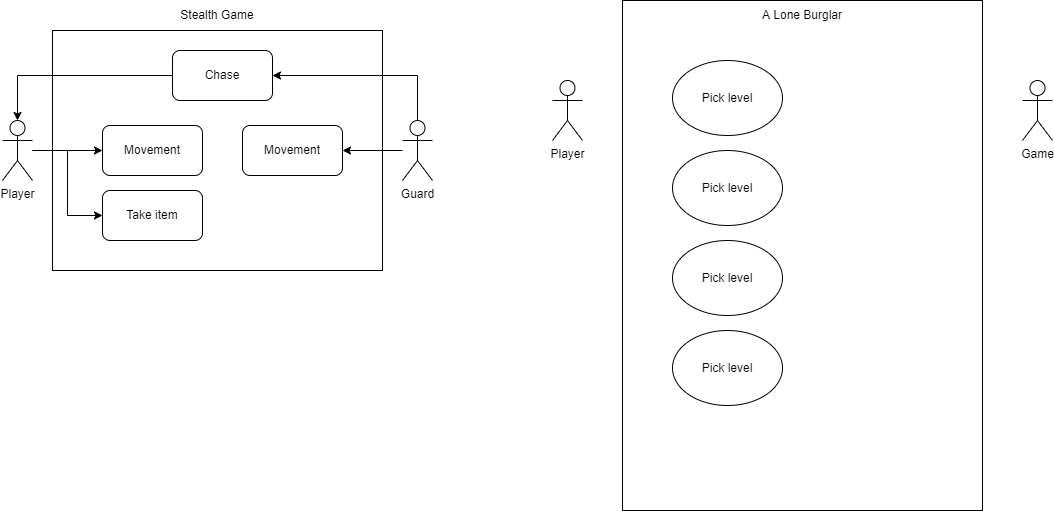 Stealth Game
Chase
Movement
Movement
Take item
Player
Guard
A Lone Burglar
Pick level
Pick level
Pick level
Pick level
Player
Game